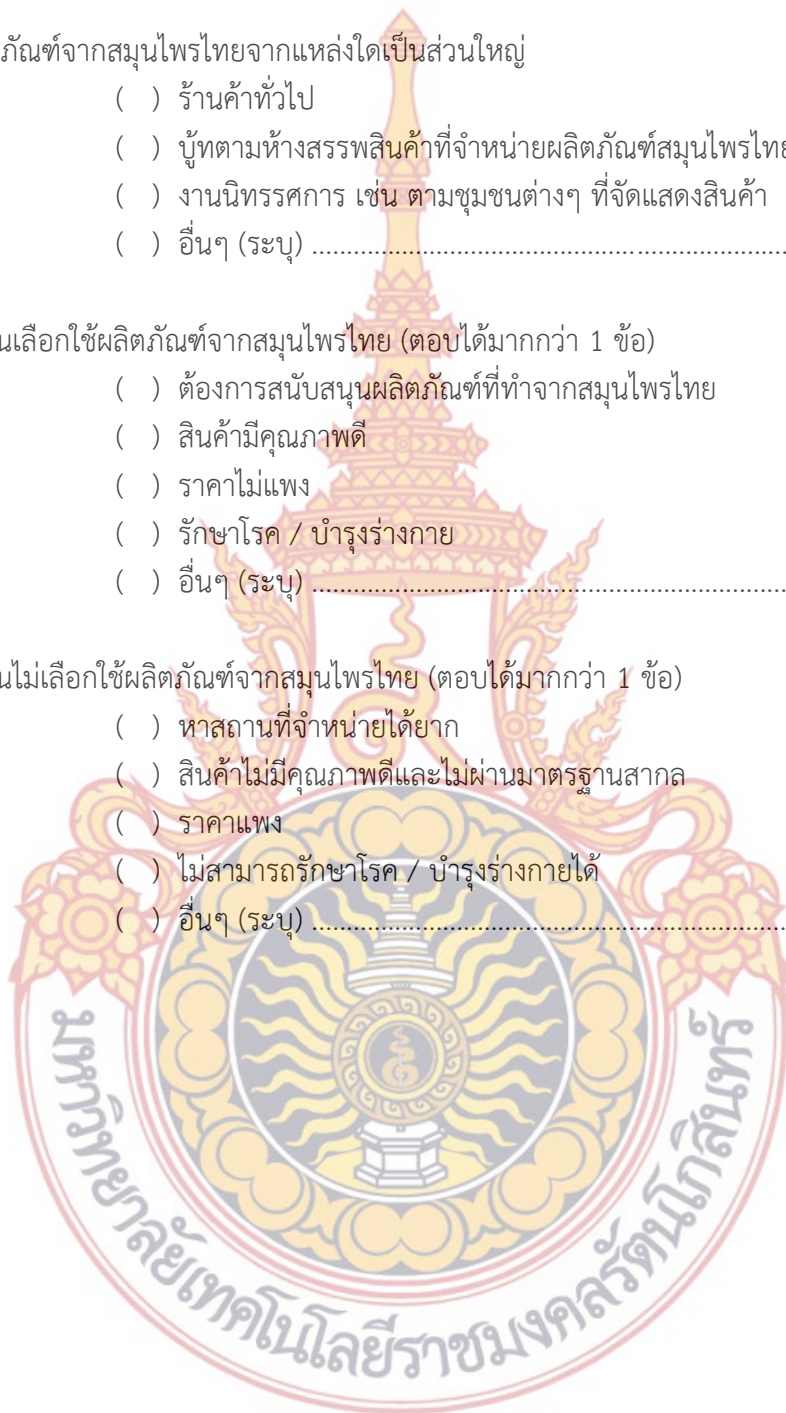 ภัณฑ์จากสมุนไพรไทยจากแหล่งใดเป็นส่วนใหญ่
( ) ร้านค้าทั่วไป
( ) บู้ทตามห้างสรรพสินค้าที่จำหน่ายผลิตภัณฑ์สมุนไพรไทย
( ) งานนิทรรศการ เช่น ตามชุมชนต่างๆ ที่จัดแสดงสินค้า
( ) อื่นๆ (ระบุ) ................................................................................
นเลือกใช้ผลิตภัณฑ์จากสมุนไพรไทย (ตอบได้มากกว่า 1 ข้อ)
( ) ต้องการสนับสนุนผลิตภัณฑ์ที่ทำจากสมุนไพรไทย
( ) สินค้ามีคุณภาพดี
( ) ราคาไม่แพง
( ) รักษาโรค / บำรุงร่างกาย
( ) อื่นๆ (ระบุ) ................................................................................
นไม่เลือกใช้ผลิตภัณฑ์จากสมุนไพรไทย (ตอบได้มากกว่า 1 ข้อ)
( ) หาสถานที่จำหน่ายได้ยาก
( ) สินค้าไม่มีคุณภาพดีและไม่ผ่านมาตรฐานสากล
( ) ราคาแพง
( ) ไม่สามารถรักษาโรค / บำรุงร่างกายได้
( ) อื่นๆ (ระบุ) ................................................................................
มหาวิทยาลัยเทคโนโลยีราชมงคลรัตนโกสินทร์